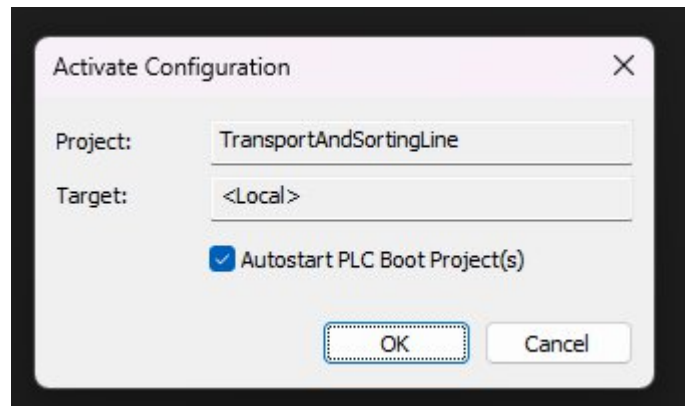 Activate Configuration
Project: TransportAndSortingLine
Target: <Local>
Autostart PLC Boot Project(s)
OK Cancel